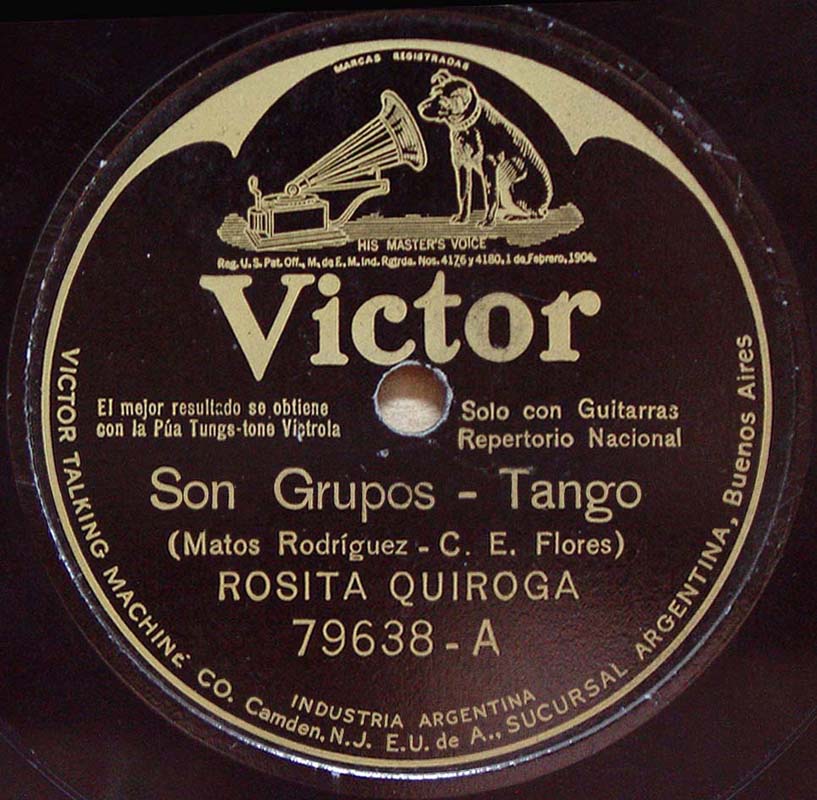 MARCAS REGISTRADAS
HIS MASTER'S VOICE
Reg. U. S. Pat. Off., M. de F., M. Ind. Rgtrda. Nos. 4176 y 4180, 1 de Febrero, 1904.
Victor
El mejor resultado se obtiene
con la Púa Tungs-tone Victrola
Solo con Guitarras
Repertorio Nacional
Son Grupos - Tango
(Matos Rodríguez - C. E. Flores)
ROSITA QUIROGA
79638 - A
INDUSTRIA ARGENTINA
VICTOR TALKING MACHINE CO. Camden, N.J. E.U. de A., SUCURSAL ARGENTINA, Buenos Aires